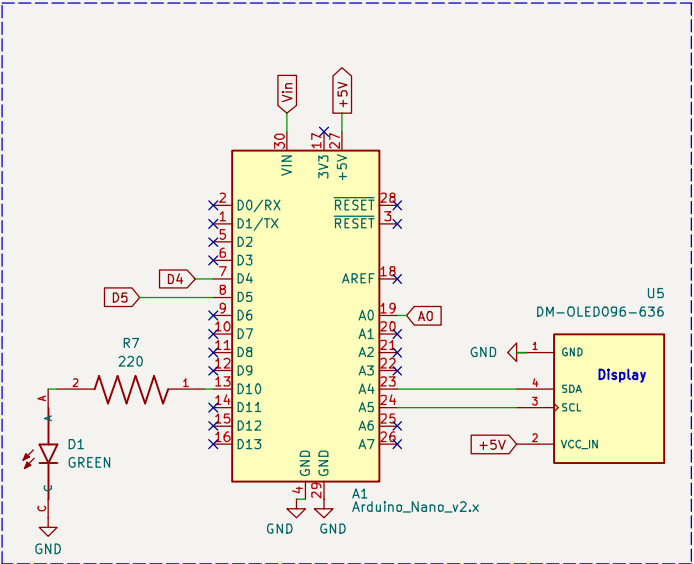 Vin
+5V
30
17
27
VIN
3V3
+5V
2 D0/RX
RESET 28
1 D1/TX
RESET 3
5 D2
6 D3
D4 7 D4
AREF 18
D5 8 D5
9 D6
A0 19 A0
10 D7
A1 20
11 D8
A2 21
12 D9
A3 22
13 D10
A4 23
14 D11
A5 24
15 D12
A6 25
16 D13
A7 26
GND
GND
4
29
A1
Arduino_Nano_v2.x
GND
GND
R7
220
2
1
A
A
D1
GREEN
C
C
GND
U5
DM-OLED096-636
GND 1 GND
Display
4 SDA
3 SCL
+5V 2 VCC_IN